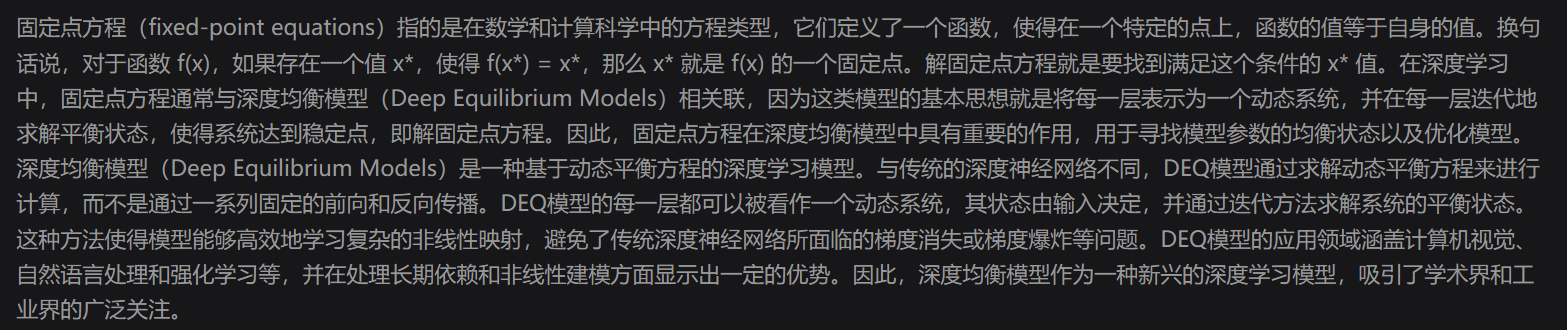 固定点方程（fixed-point equations）指的是在数学和计算科学中的方程类型，它们定义了一个函数，使得在一个特定的点上，函数的值等于自身的值。换句
话说，对于函数 f(x)，如果存在一个值 x*，使得 f(x*) = x*，那么 x* 就是 f(x) 的一个固定点。解固定点方程就是要找到满足这个条件的 x* 值。在深度学习
中，固定点方程通常与深度均衡模型（Deep Equilibrium Models）相关联，因为这类模型的基本思想就是将每一层表示为一个动态系统，并在每一层迭代地
求解平衡状态，使得系统达到稳定点，即解固定点方程。因此，固定点方程在深度均衡模型中具有重要的作用，用于寻找模型参数的均衡状态以及优化模型。
深度均衡模型（Deep Equilibrium Models）是一种基于动态平衡方程的深度学习模型。与传统的深度神经网络不同，DEQ模型通过求解动态平衡方程来进行
计算，而不是通过一系列固定的前向和反向传播。DEQ模型的每一层都可以被看作一个动态系统，其状态由输入决定，并通过迭代方法求解系统的平衡状态。
这种方法使得模型能够高效地学习复杂的非线性映射，避免了传统深度神经网络所面临的梯度消失或梯度爆炸等问题。DEQ模型的应用领域涵盖计算机视觉、
自然语言处理和强化学习等，并在处理长期依赖和非线性建模方面显示出一定的优势。因此，深度均衡模型作为一种新兴的深度学习模型，吸引了学术界和工
业界的广泛关注。